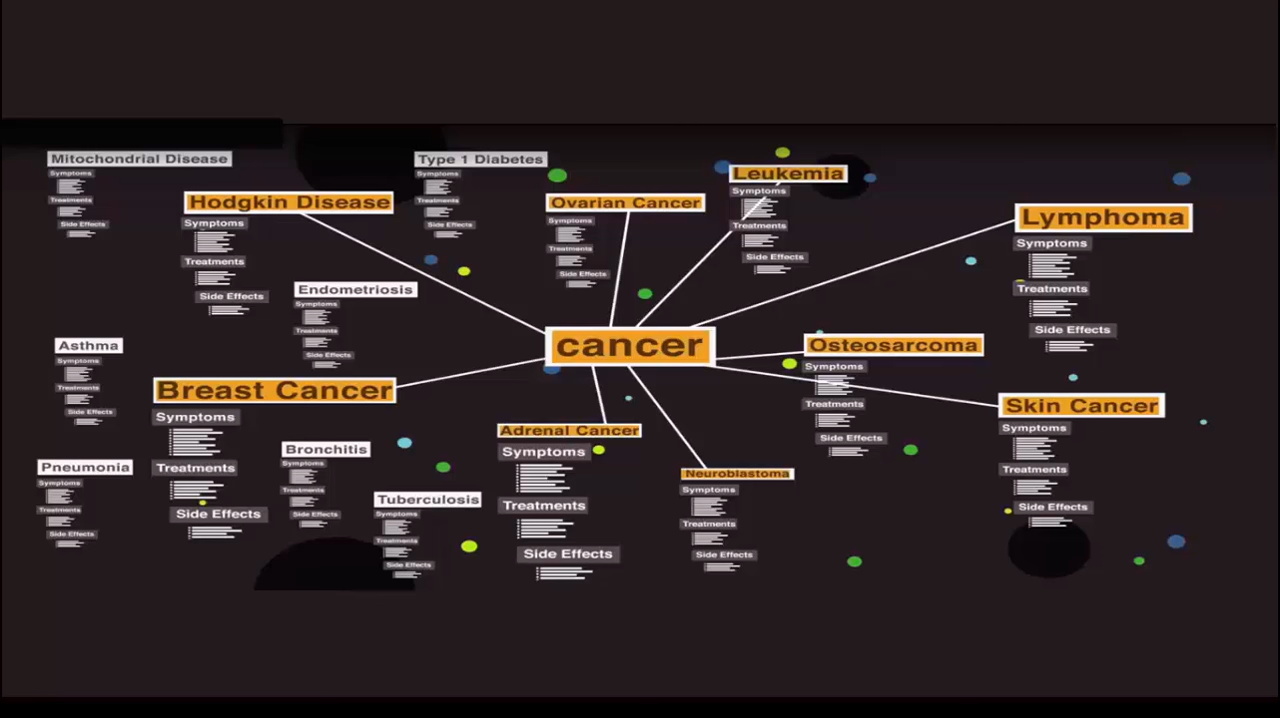 Mitochondrial Disease
Symptoms
Treatments
Side Effects
Hodgkin Disease
Symptoms
Treatments
Side Effects
Type 1 Diabetes
Symptoms
Treatments
Side Effects
Ovarian Cancer
Symptoms
Treatments
Side Effects
Leukemia
Symptoms
Treatments
Side Effects
Lymphoma
Symptoms
Treatments
Side Effects
Endometriosis
Symptoms
Treatments
Side Effects
cancer
Asthma
Symptoms
Treatments
Side Effects
Osteosarcoma
Symptoms
Treatments
Side Effects
Breast Cancer
Symptoms
Treatments
Side Effects
Skin Cancer
Symptoms
Treatments
Side Effects
Adrenal Cancer
Symptoms
Treatments
Side Effects
Bronchitis
Symptoms
Treatments
Side Effects
Pneumonia
Symptoms
Treatments
Side Effects
Neuroblastoma
Symptoms
Treatments
Side Effects
Tuberculosis
Symptoms
Treatments
Side Effects